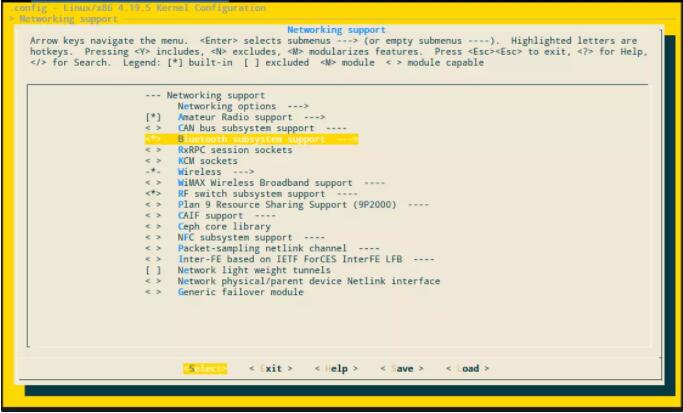 .config - Linux/x86 4.19.5 Kernel Configuration
> Networking support
Networking support
Arrow keys navigate the menu.  <Enter> selects submenus ---> (or empty submenus ----).  Highlighted letters are
hotkeys.  Pressing <Y> includes, <N> excludes, <M> modularizes features.  Press <Esc><Esc> to exit, <?> for Help,
</> for Search.  Legend: [*] built-in  [ ] excluded  <M> module  < > module capable
--- Networking support
Networking options  --->
[*]   Amateur Radio support  --->
< >   CAN bus subsystem support  ----
<*>   Bluetooth subsystem support  --->
< >   RxRPC session sockets
< >   KCM sockets
-*-   Wireless  --->
< >   WiMAX Wireless Broadband support  ----
<*>   RF switch subsystem support  ----
< >   Plan 9 Resource Sharing Support (9P2000)  ----
< >   CAIF support  ----
< >   Ceph core library
< >   NFC subsystem support  ----
< >   Packet-sampling netlink channel  ----
< >   Inter-FE based on IETF ForCES InterFE LFB  ----
[ ]   Network light weight tunnels
< >   Network physical/parent device Netlink interface
< >   Generic failover module
<Select>    < Exit >    < Help >    < Save >    < Load >